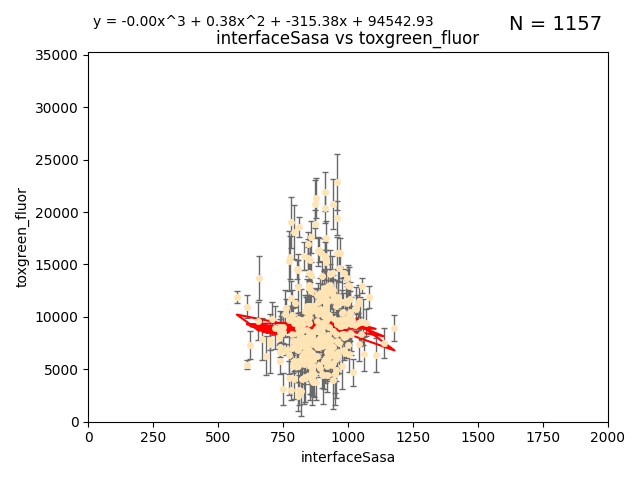 y = -0.00x^3 + 0.38x^2 + -315.38x + 94542.93
N = 1157
interfaceSasa vs toxgreen_fluor
35000
30000
25000
20000
15000
10000
5000
0
toxgreen_fluor
0 250 500 750 1000 1250 1500 1750 2000
interfaceSasa